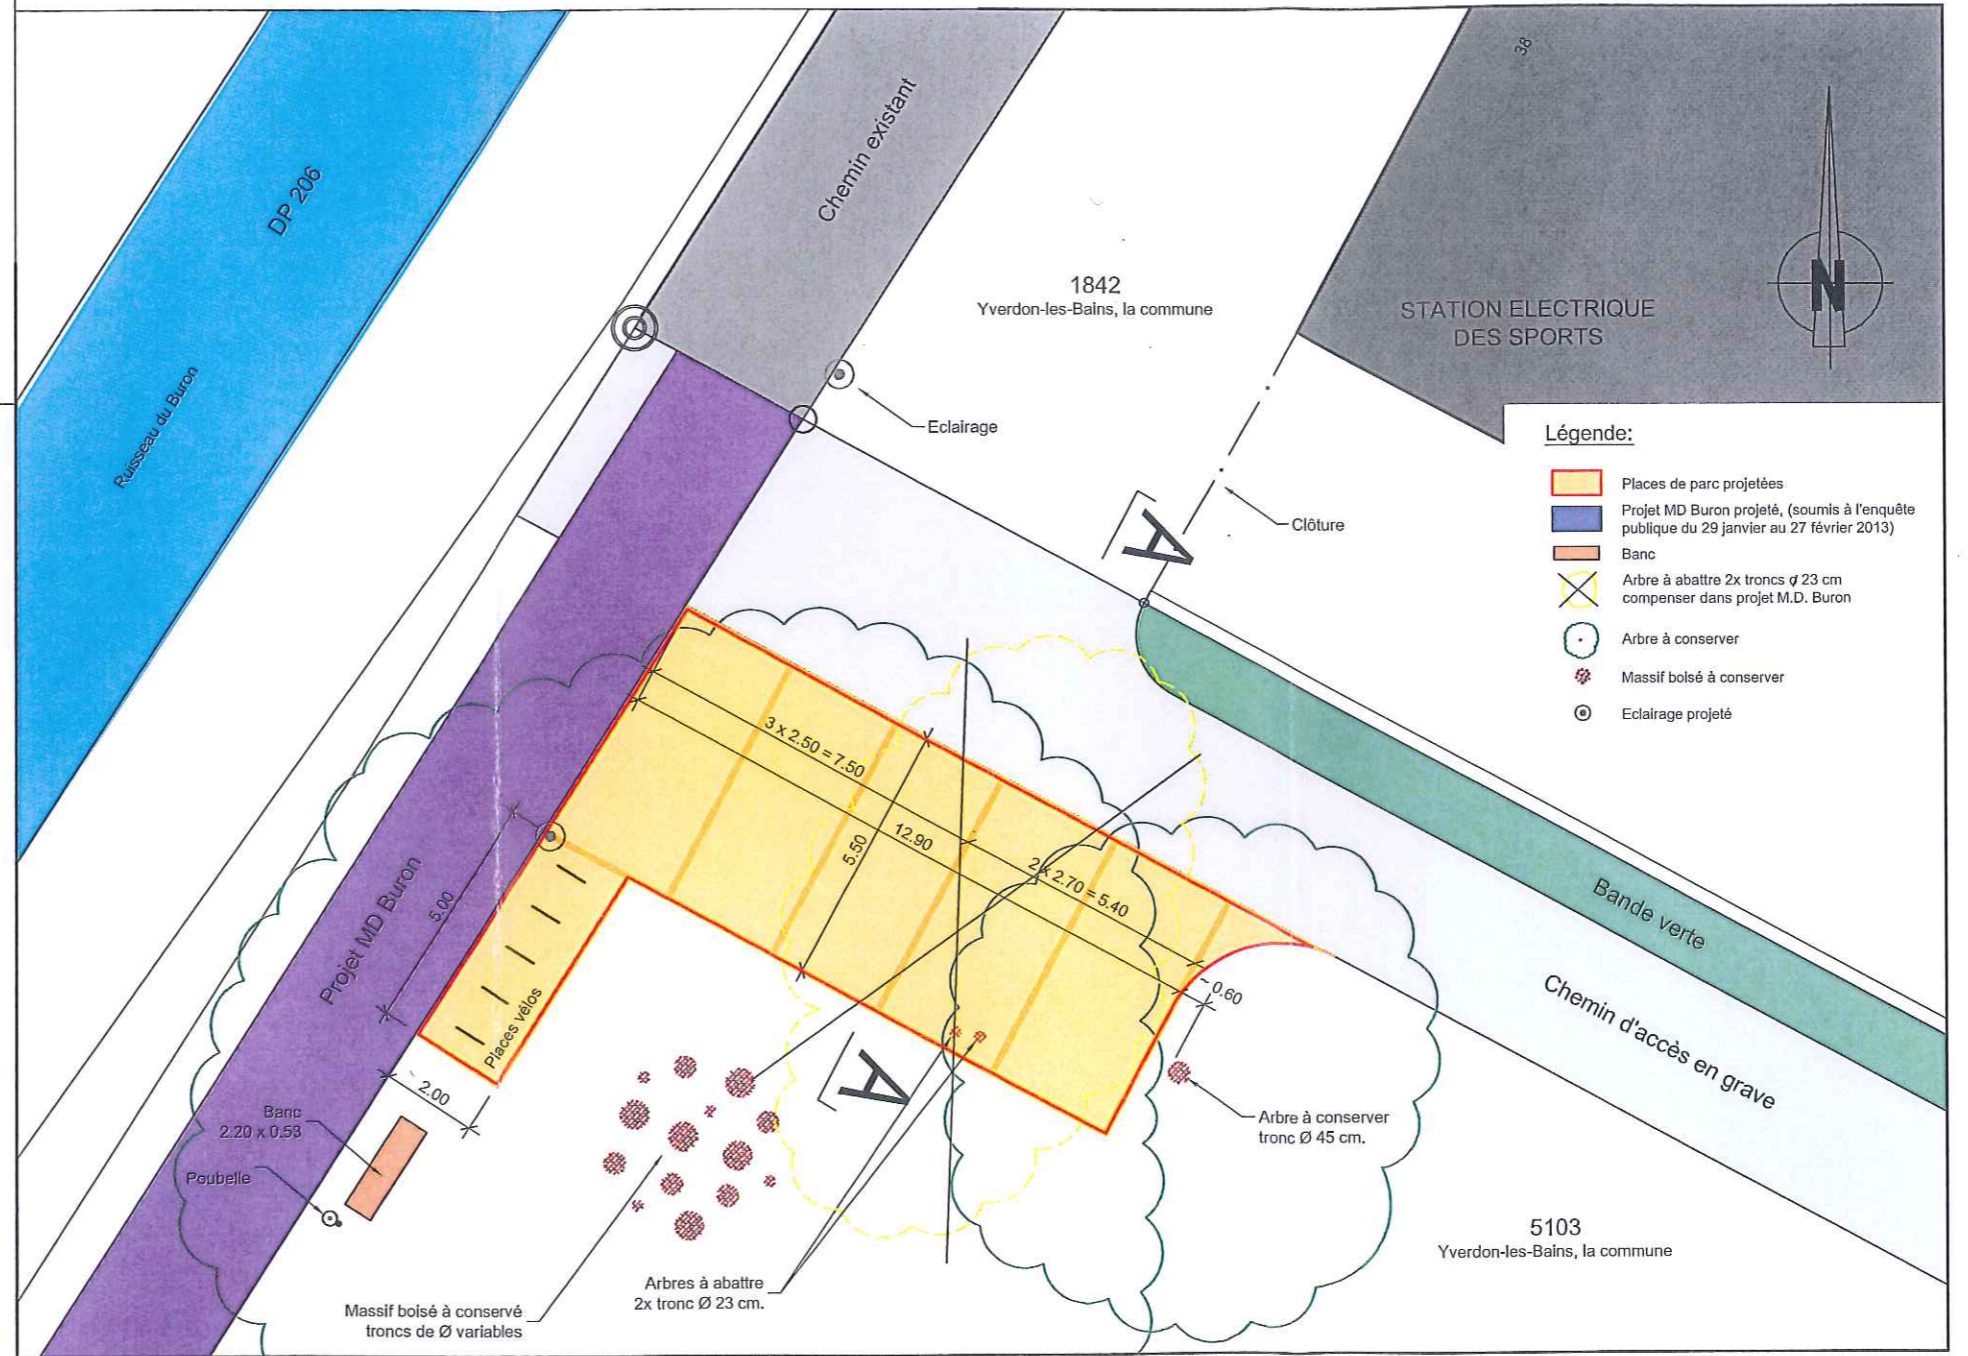 38
DP 206
Chemin existant
Ruisseau du Buron
1842
Yverdon-les-Bains, la commune
STATION ELECTRIQUE
DES SPORTS
N
Eclairage
Clôture
A
Légende:
Places de parc projetées
Projet MD Buron projeté, (soumis à l'enquête
publique du 29 janvier au 27 février 2013)
Banc
Arbre à abattre 2x troncs ø 23 cm
compenser dans projet M.D. Buron
Arbre à conserver
Massif boisé à conserver
Eclairage projeté
3 x 2.50 = 7.50
12.90
5.50
2 x 2.70 = 5.40
~0.60
5.00
Projet MD Buron
Places vélos
~ 2.00
Bande verte
Chemin d'accès en grave
A
Banc
2.20 x 0.53
Poubelle
Arbre à conserver
tronc Ø 45 cm.
5103
Yverdon-les-Bains, la commune
Arbres à abattre
2x tronc Ø 23 cm.
Massif boisé à conservé
troncs de Ø variables